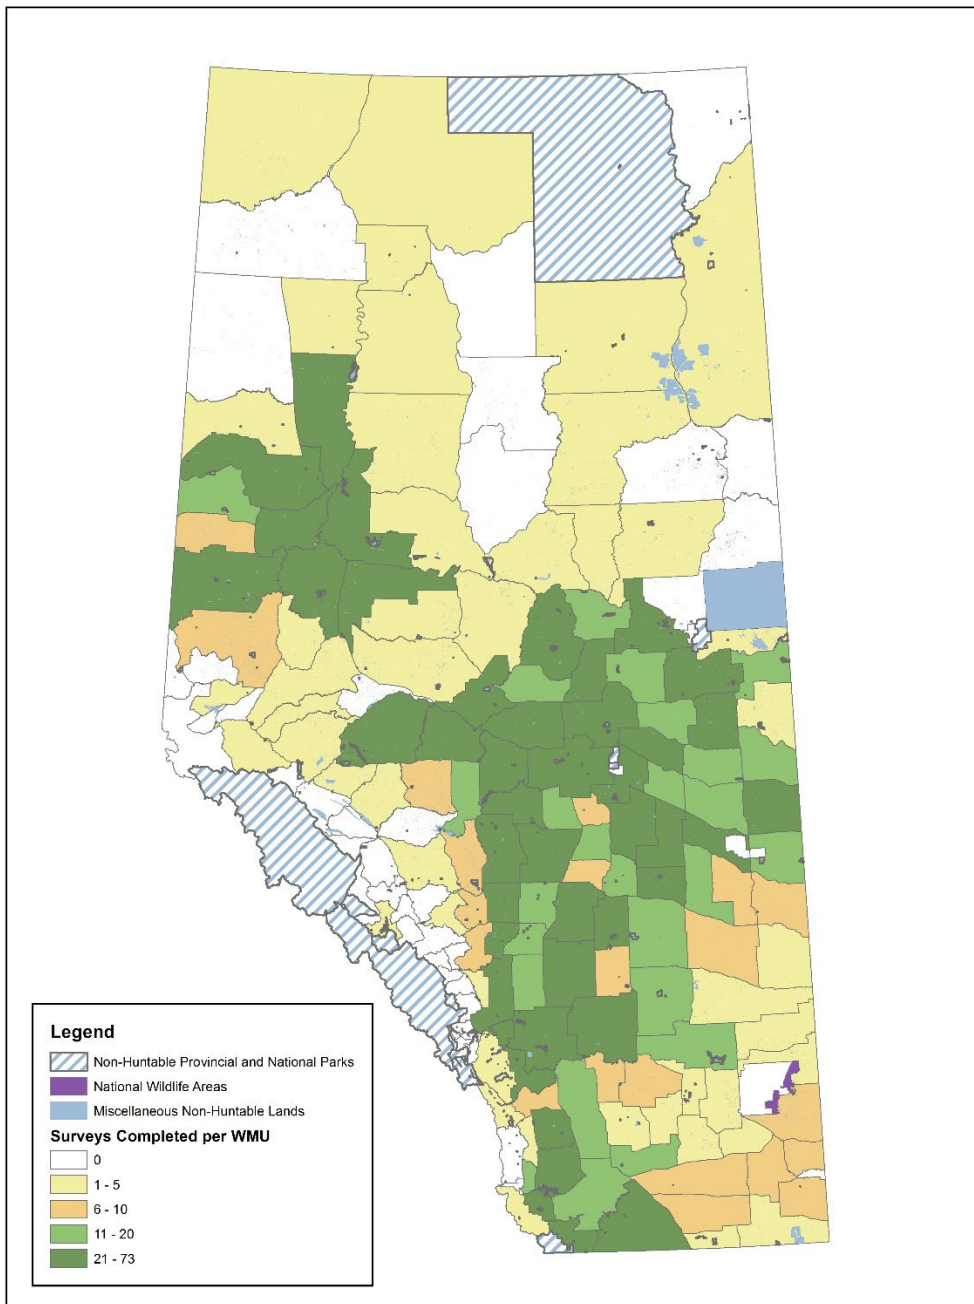 Legend
Non-Huntable Provincial and National Parks
National Wildlife Areas
Miscellaneous Non-Huntable Lands
Surveys Completed per WMU
0
1 - 5
6 - 10
11 - 20
21 - 73